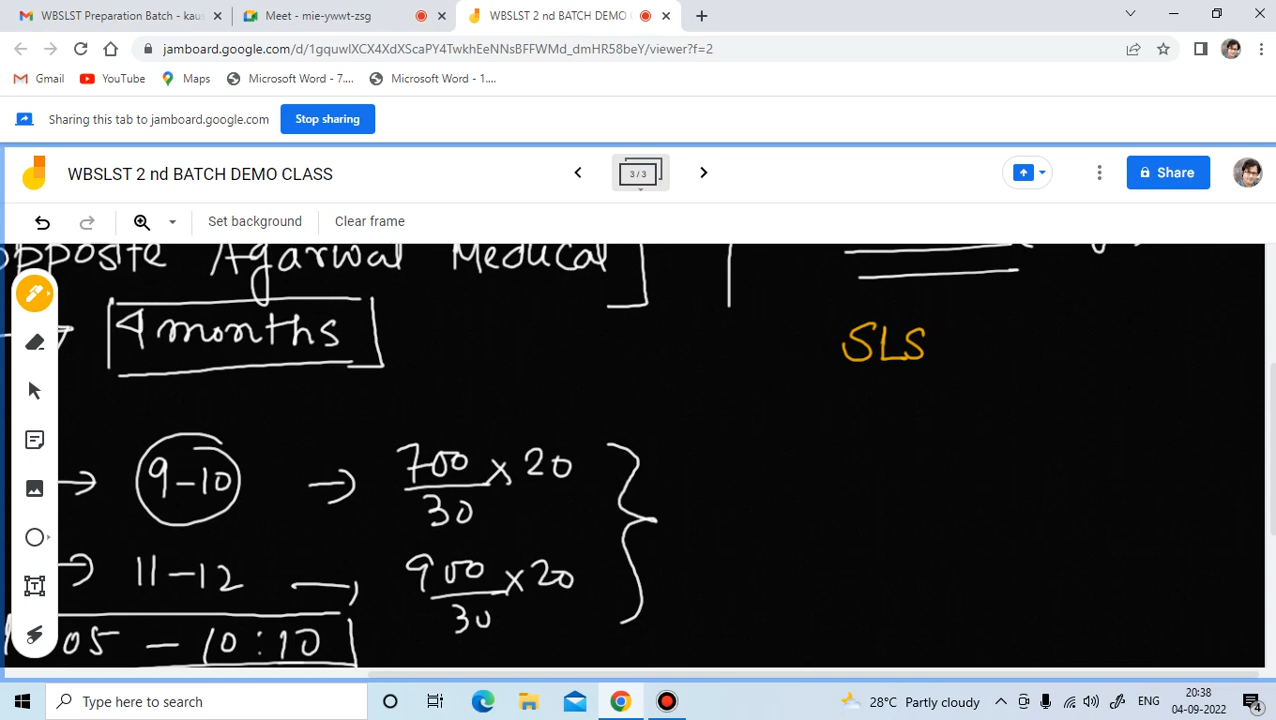 WBSLST Preparation Batch - kaus
Meet - mie-ywwt-zsg
WBSLST 2 nd BATCH DEMO
jamboard.google.com/d/1gquwlXCX4XdXScaPY4TwkhEeNNsBFFWMd_dmHR58beY/viewer?f=2
Gmail
YouTube
Maps
Microsoft Word - 7....
Microsoft Word - 1....
Sharing this tab to jamboard.google.com
Stop sharing
WBSLST 2 nd BATCH DEMO CLASS
3 / 3
Share
Set background
Clear frame
opposite Agarwal Medical ]
4 months
SLS
→ 9-10 → 700/30 × 20
→ 11-12 → 900/30 × 20
05 - 10:10
Type here to search
28°C Partly cloudy
ENG
20:38
04-09-2022
4